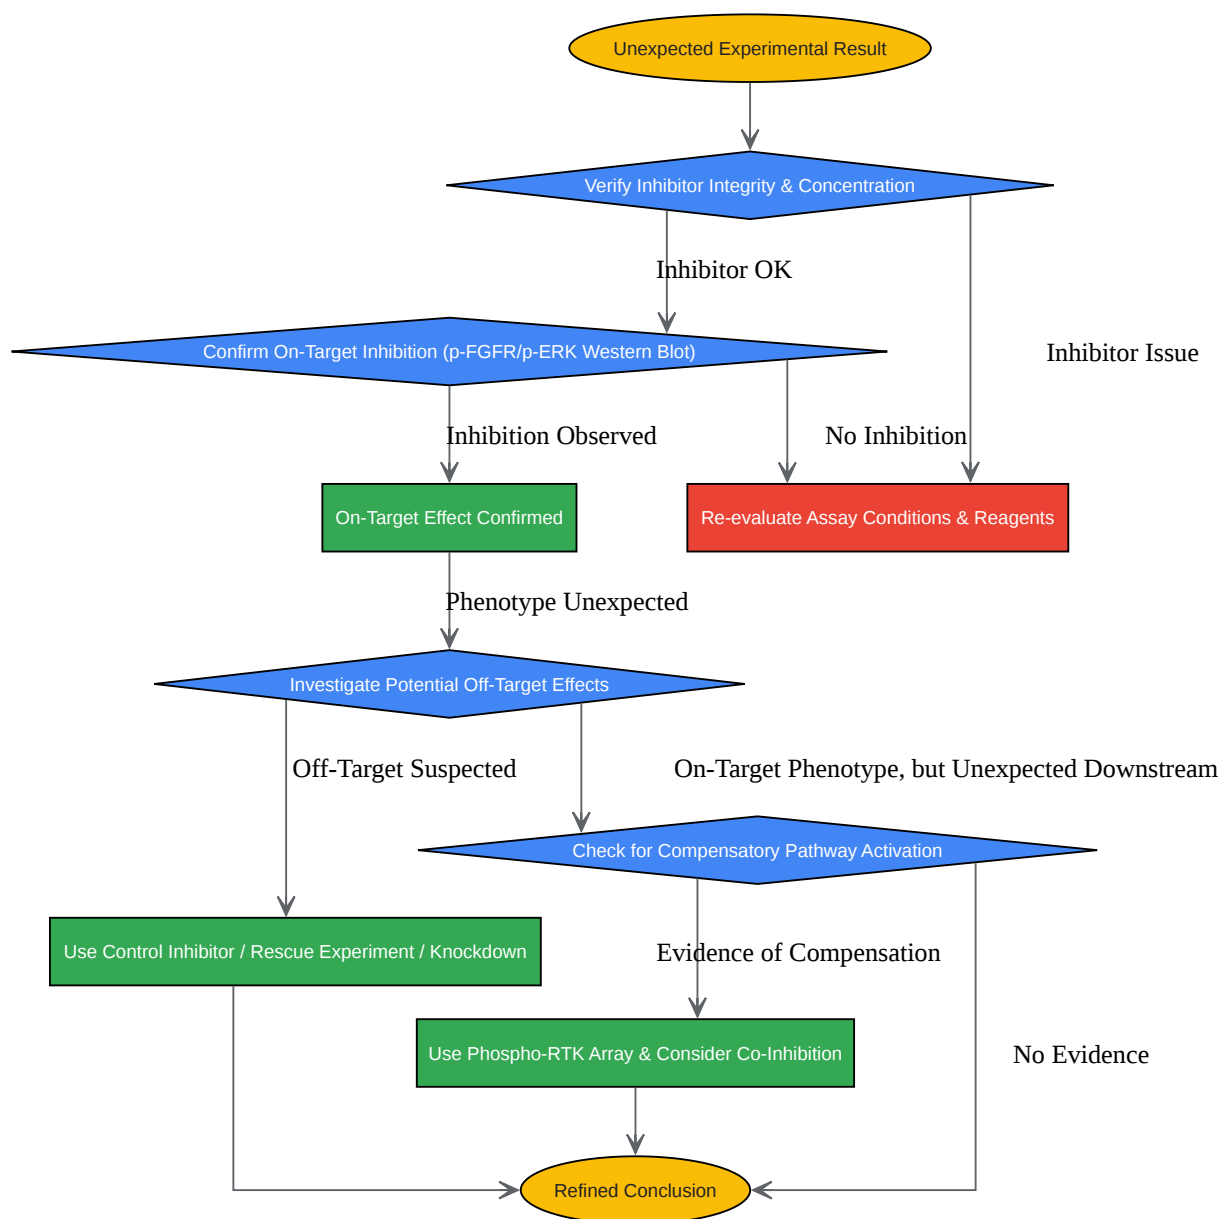 Unexpected Experimental Result
Verify Inhibitor Integrity & Concentration
Inhibitor OK
Confirm On-Target Inhibition (p-FGFR/p-ERK Western Blot)
Inhibitor Issue
Inhibition Observed
No Inhibition
On-Target Effect Confirmed
Re-evaluate Assay Conditions & Reagents
Phenotype Unexpected
Investigate Potential Off-Target Effects
Off-Target Suspected
On-Target Phenotype, but Unexpected Downstream
Check for Compensatory Pathway Activation
Use Control Inhibitor / Rescue Experiment / Knockdown
Evidence of Compensation
Use Phospho-RTK Array & Consider Co-Inhibition
No Evidence
Refined Conclusion